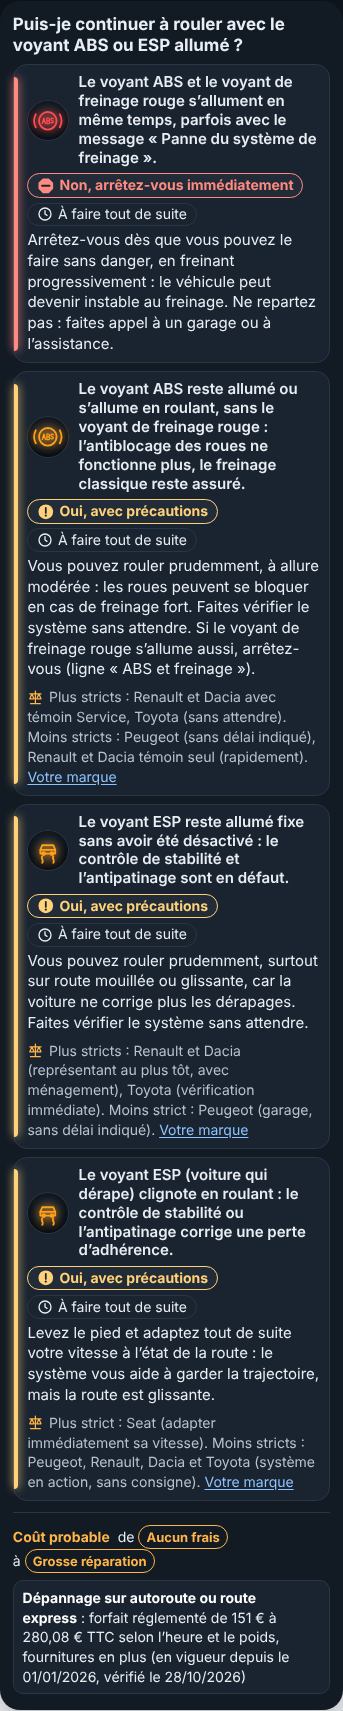 Puis-je continuer à rouler avec le
voyant ABS ou ESP allumé ?
Le voyant ABS et le voyant de
freinage rouge s’allument en
même temps, parfois avec le
message « Panne du système de
freinage ».
ABS
Non, arrêtez-vous immédiatement
À faire tout de suite
Arrêtez-vous dès que vous pouvez le
faire sans danger, en freinant
progressivement : le véhicule peut
devenir instable au freinage. Ne repartez
pas : faites appel à un garage ou à
l’assistance.
Le voyant ABS reste allumé ou
s’allume en roulant, sans le
voyant de freinage rouge :
l’antiblocage des roues ne
fonctionne plus, le freinage
classique reste assuré.
ABS
Oui, avec précautions
À faire tout de suite
Vous pouvez rouler prudemment, à allure
modérée : les roues peuvent se bloquer
en cas de freinage fort. Faites vérifier le
système sans attendre. Si le voyant de
freinage rouge s’allume aussi, arrêtez-
vous (ligne « ABS et freinage »).
Plus stricts : Renault et Dacia avec
témoin Service, Toyota (sans attendre).
Moins stricts : Peugeot (sans délai indiqué),
Renault et Dacia témoin seul (rapidement).
Votre marque
Le voyant ESP reste allumé fixe
sans avoir été désactivé : le
contrôle de stabilité et
l’antipatinage sont en défaut.
Oui, avec précautions
À faire tout de suite
Vous pouvez rouler prudemment, surtout
sur route mouillée ou glissante, car la
voiture ne corrige plus les dérapages.
Faites vérifier le système sans attendre.
Plus stricts : Renault et Dacia
(représentant au plus tôt, avec
ménagement), Toyota (vérification
immédiate). Moins strict : Peugeot (garage,
sans délai indiqué). Votre marque
Le voyant ESP (voiture qui
dérape) clignote en roulant : le
contrôle de stabilité ou
l’antipatinage corrige une perte
d’adhérence.
Oui, avec précautions
À faire tout de suite
Levez le pied et adaptez tout de suite
votre vitesse à l’état de la route : le
système vous aide à garder la trajectoire,
mais la route est glissante.
Plus strict : Seat (adapter
immédiatement sa vitesse). Moins stricts :
Peugeot, Renault, Dacia et Toyota (système
en action, sans consigne). Votre marque
Coût probable de Aucun frais
à Grosse réparation
Dépannage sur autoroute ou route
express : forfait réglementé de 151 € à
280,08 € TTC selon l’heure et le poids,
fournitures en plus (en vigueur depuis le
01/01/2026, vérifié le 28/10/2026)